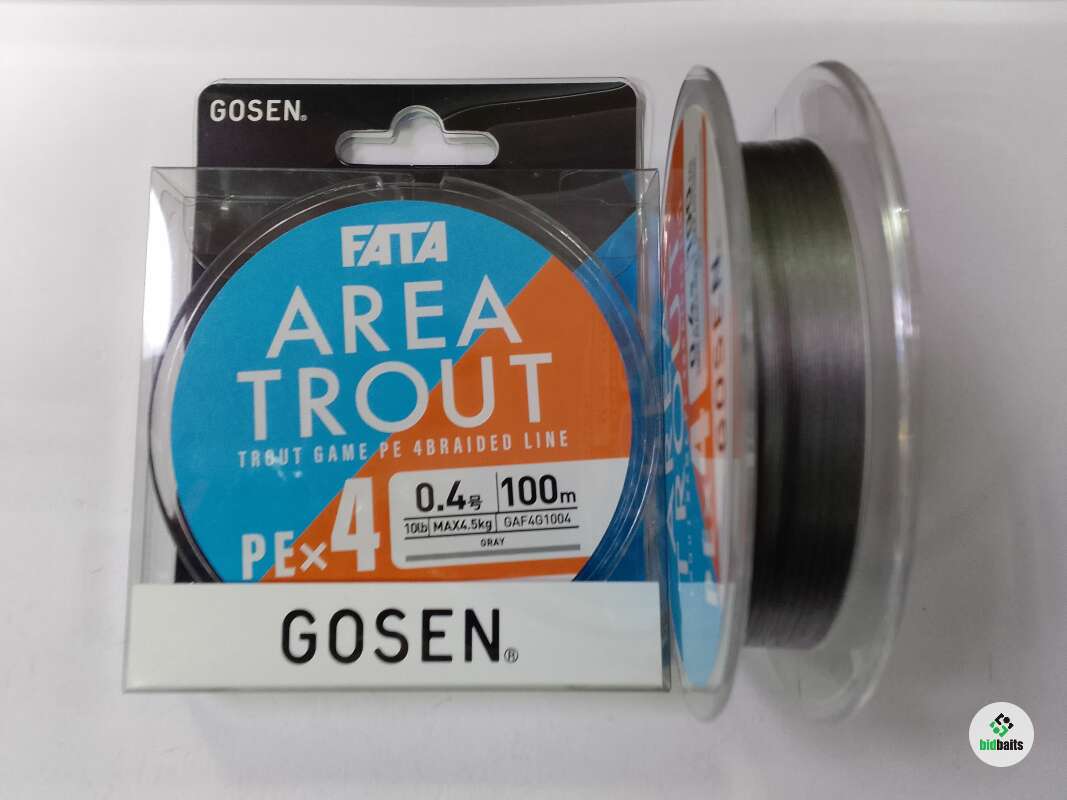 GOSEN®
FATA
AREA
TROUT
TROUT GAME PE 4BRAIDED LINE
PE×4
0.4号 100m
10lb MAX4.5kg GAF4G1004
GRAY
GOSEN®
GOSEN
bidbaits